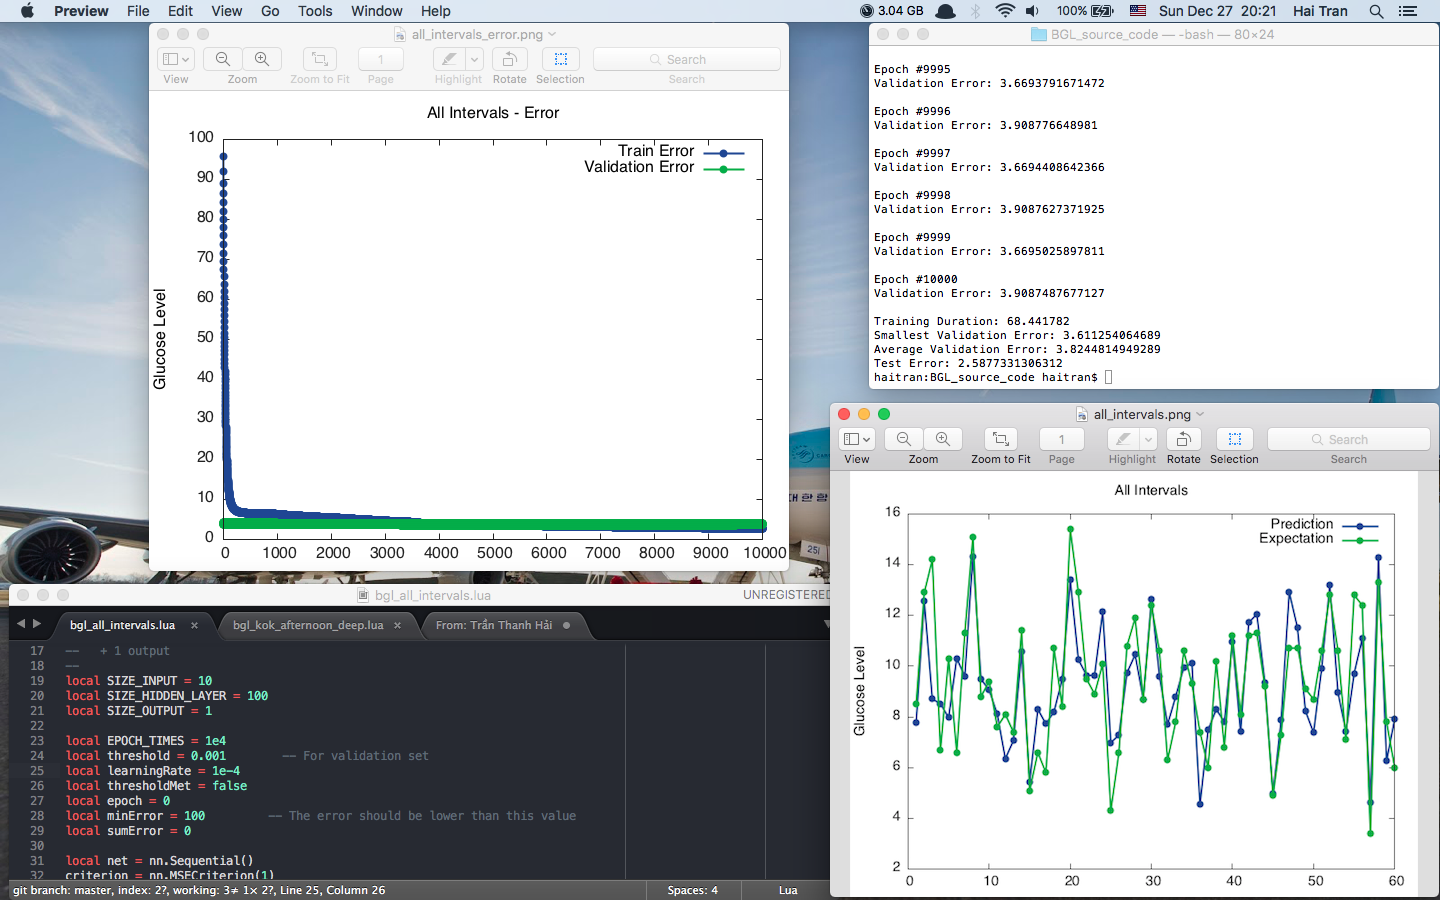 Preview File Edit View Go Tools Window Help
3.04 GB 100% Sun Dec 27 20:21 Hai Tran
all_intervals_error.png
1 Search
View Zoom Zoom to Fit Page Highlight Rotate Selection Search
All Intervals - Error
Train Error
Validation Error
Glucose Level
100
90
80
70
60
50
40
30
20
10
0
0 1000 2000 3000 4000 5000 6000 7000 8000 9000 10000
BGL_source_code — -bash — 80×24
Epoch #9995
Validation Error: 3.6693791671472
Epoch #9996
Validation Error: 3.908776648981
Epoch #9997
Validation Error: 3.6694408642366
Epoch #9998
Validation Error: 3.9087627371925
Epoch #9999
Validation Error: 3.6695025897811
Epoch #10000
Validation Error: 3.9087487677127
Training Duration: 68.441782
Smallest Validation Error: 3.611254064689
Average Validation Error: 3.8244814949289
Test Error: 2.5877331306312
haitran:BGL_source_code haitran$
대한항
251
bgl_all_intervals.lua UNREGISTERED
bgl_all_intervals.lua × bgl_kok_afternoon_deep.lua × From: Trần Thanh Hải
17 -- + 1 output
18 --
19 local SIZE_INPUT = 10
20 local SIZE_HIDDEN_LAYER = 100
21 local SIZE_OUTPUT = 1
22
23 local EPOCH_TIMES = 1e4
24 local threshold = 0.001 -- For validation set
25 local learningRate = 1e-4
26 local thresholdMet = false
27 local epoch = 0
28 local minError = 100 -- The error should be lower than this value
29 local sumError = 0
30
31 local net = nn.Sequential()
32 criterion = nn.MSECriterion(1)
git branch: master, index: 2?, working: 3≠ 1× 2?, Line 25, Column 26 Spaces: 4 Lua
all_intervals.png
1 Search
View Zoom Zoom to Fit Page Highlight Rotate Selection Search
All Intervals
Prediction
Expectation
Glucose Level
16
14
12
10
8
6
4
2
0 10 20 30 40 50 60